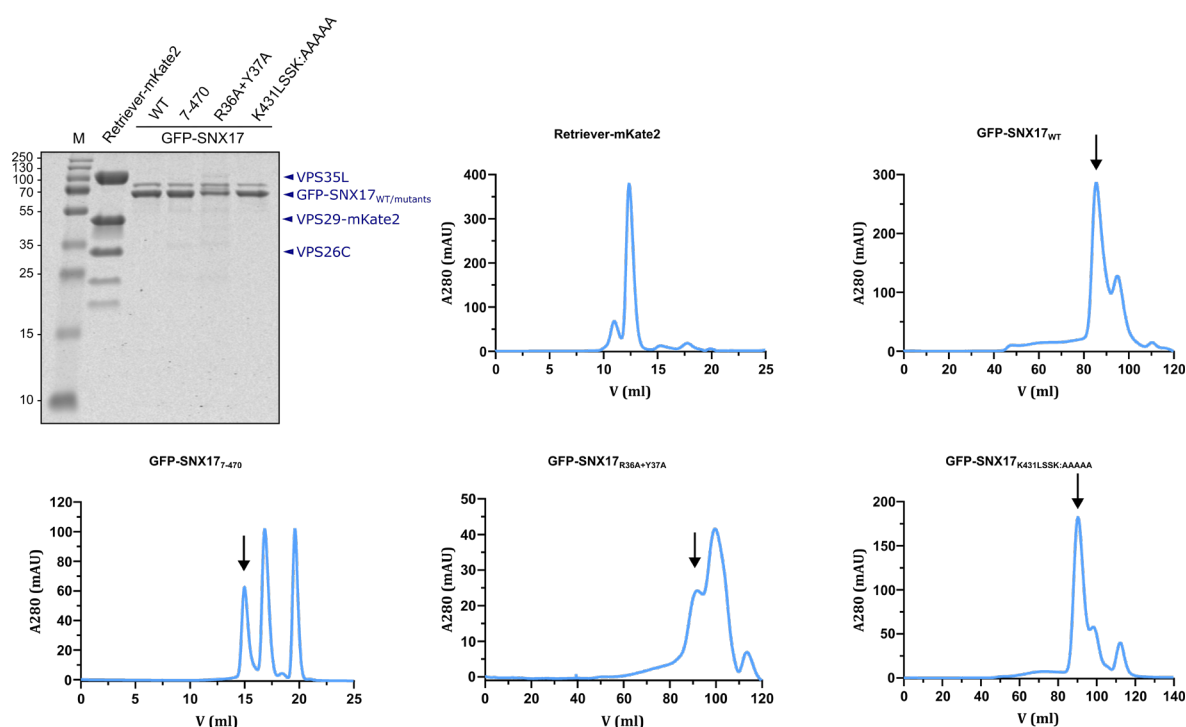 Retriever-mKate2
WT
7-470
R36A+Y37A
K431LSSK:AAAAA
M
GFP-SNX17
250
130
100
70
55
35
25
15
10
VPS35L
GFP-SNX17WT/mutants
VPS29-mKate2
VPS26C
Retriever-mKate2
A280 (mAU)
400
300
200
100
0
0 5 10 15 20 25
V (ml)
GFP-SNX17WT
A280 (mAU)
300
200
300
0
0 20 40 60 80 100 120
V (ml)
GFP-SNX177-470
A280 (mAU)
120
100
80
60
40
20
0
0 5 10 15 20 25
V (ml)
GFP-SNX17R36A+Y37A
A280 (mAU)
50
40
30
20
10
0
0 20 40 60 80 100 120
V (ml)
GFP-SNX17K431LSSK:AAAAA
A280 (mAU)
200
150
100
50
0
0 20 40 60 80 100 120 140
V (ml)